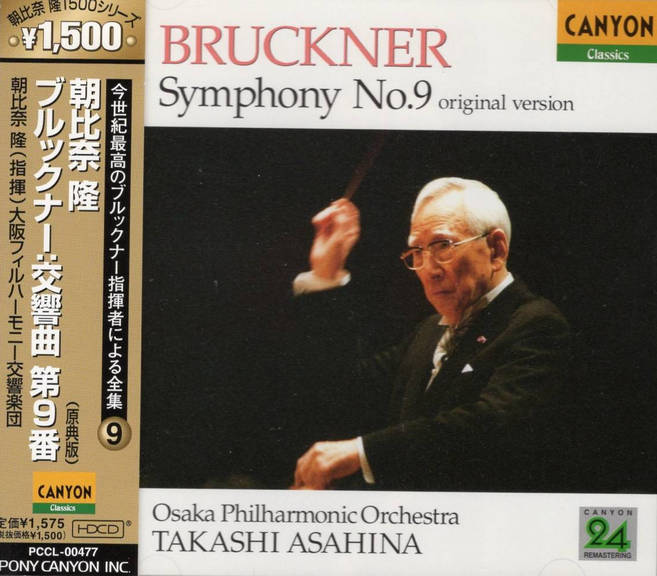 朝比奈 隆1500シリーズ
¥1,500
朝比奈 隆
ブルックナー:交響曲 第9番
(原典版)
朝比奈 隆(指揮)大阪フィルハーモニー交響楽団
今世紀最高のブルックナー指揮者による全集
9
CANYON
Classics
定価¥1,575
税抜価格¥1,500)
HDCD®
PCCL-00477
PONY CANYON INC.
BRUCKNER
Symphony No.9 original version
CANYON
Classics
Osaka Philharmonic Orchestra
TAKASHI ASAHINA
CANYON
24
REMASTERING